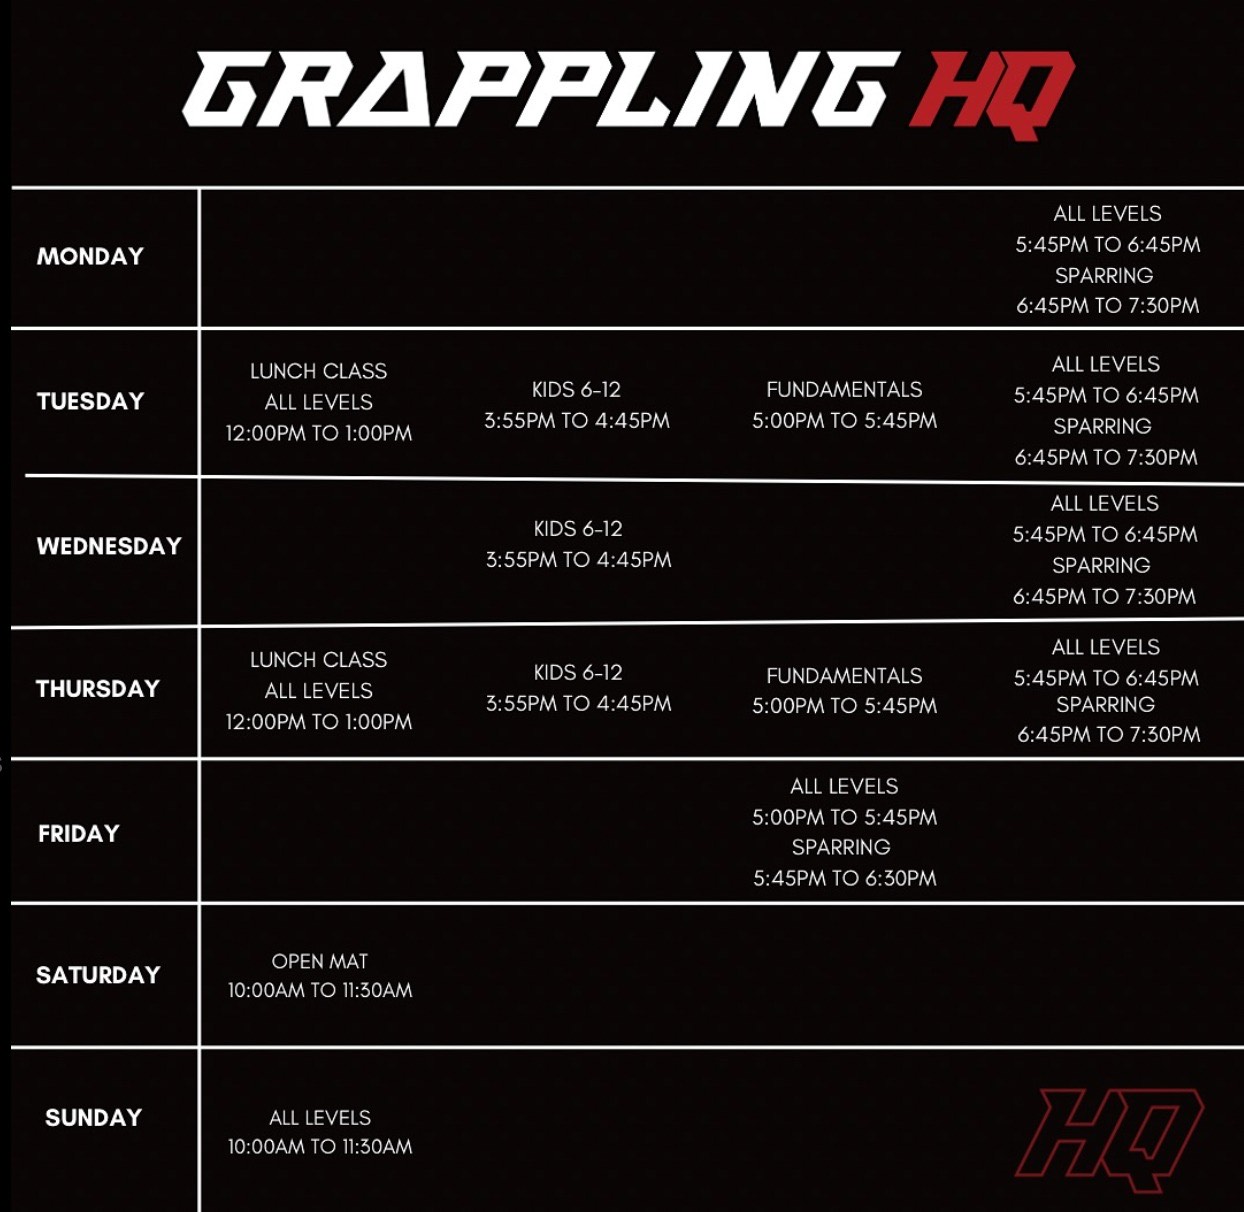 GRAPPLING HQ
MONDAY
ALL LEVELS
5:45PM TO 6:45PM
SPARRING
6:45PM TO 7:30PM
TUESDAY
LUNCH CLASS
ALL LEVELS
12:00PM TO 1:00PM
KIDS 6-12
3:55PM TO 4:45PM
FUNDAMENTALS
5:00PM TO 5:45PM
ALL LEVELS
5:45PM TO 6:45PM
SPARRING
6:45PM TO 7:30PM
WEDNESDAY
KIDS 6-12
3:55PM TO 4:45PM
ALL LEVELS
5:45PM TO 6:45PM
SPARRING
6:45PM TO 7:30PM
THURSDAY
LUNCH CLASS
ALL LEVELS
12:00PM TO 1:00PM
KIDS 6-12
3:55PM TO 4:45PM
FUNDAMENTALS
5:00PM TO 5:45PM
ALL LEVELS
5:45PM TO 6:45PM
SPARRING
6:45PM TO 7:30PM
FRIDAY
ALL LEVELS
5:00PM TO 5:45PM
SPARRING
5:45PM TO 6:30PM
SATURDAY
OPEN MAT
10:00AM TO 11:30AM
SUNDAY
ALL LEVELS
10:00AM TO 11:30AM
HQ